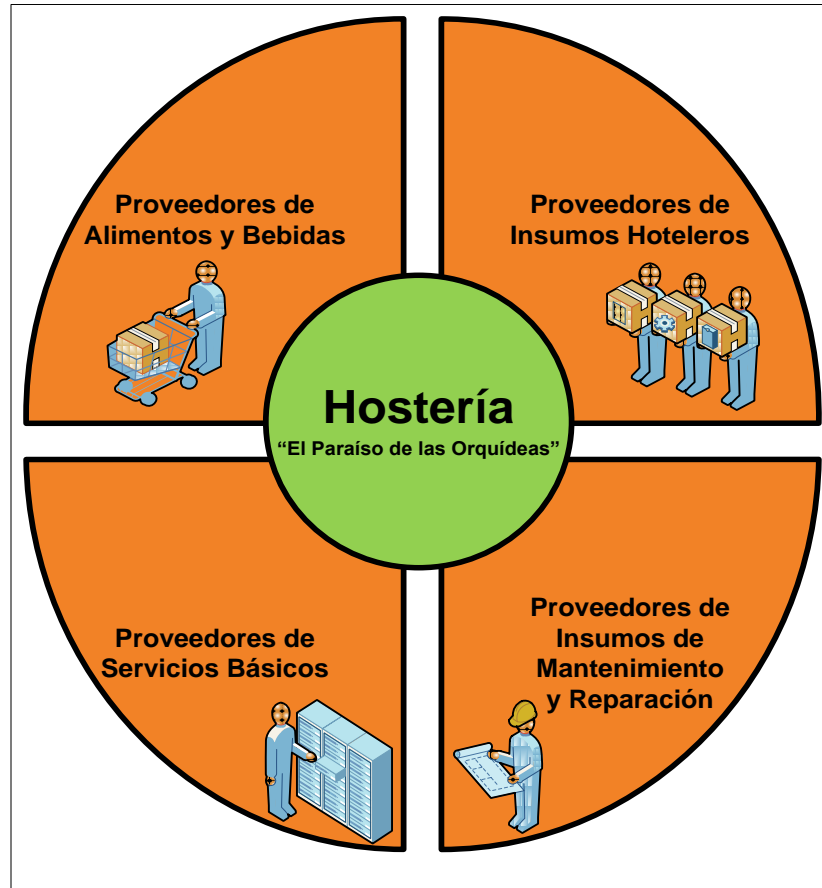 Proveedores de
Alimentos y Bebidas
Proveedores de
Insumos Hoteleros
Hostería
“El Paraíso de las Orquídeas”
Proveedores de
Servicios Básicos
Proveedores de
Insumos de
Mantenimiento
y Reparación